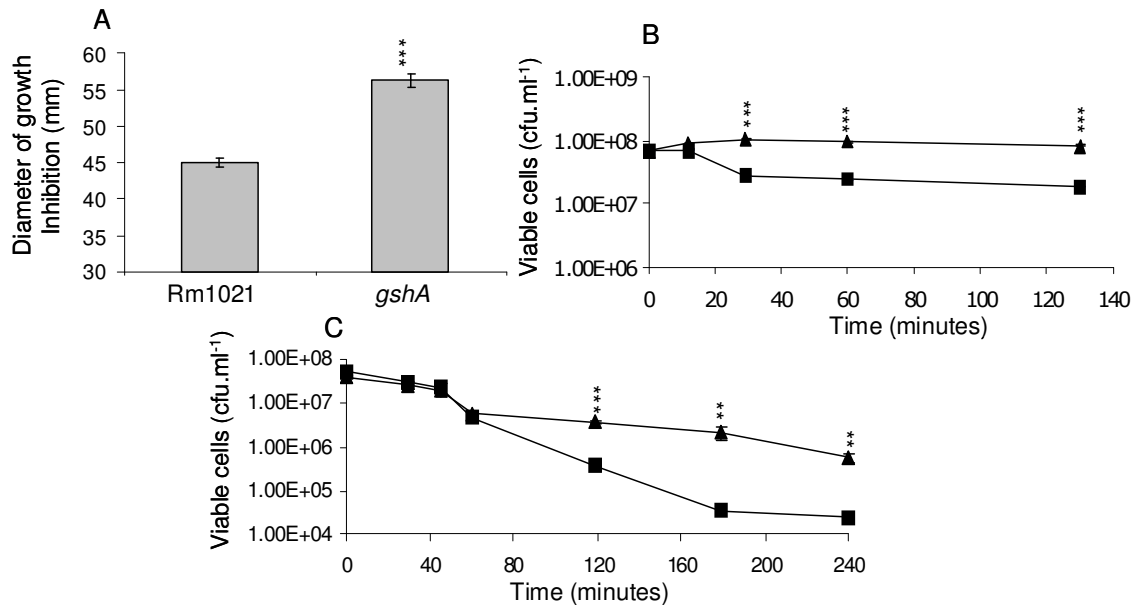 A
Diameter of growth
Inhibition (mm)
60
55
50
45
40
35
30
***
Rm1021
gshA
B
Viable cells (cfu.ml-1)
1.00E+09
1.00E+08
1.00E+07
1.00E+06
***
***
***
0
20
40
60
80
100
120
140
Time (minutes)
C
Viable cells (cfu.ml-1)
1.00E+08
1.00E+07
1.00E+06
1.00E+05
1.00E+04
***
**
**
0
40
80
120
160
200
240
Time (minutes)